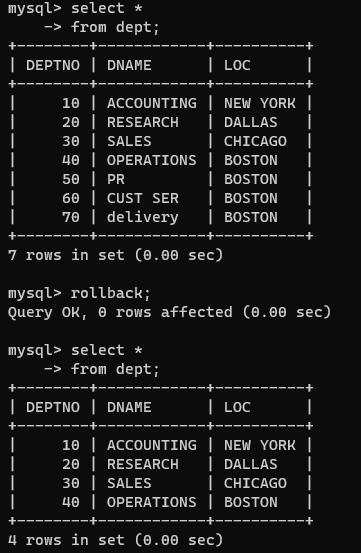 mysql> select *
    -> from dept;
+--------+------------+----------+
| DEPTNO | DNAME      | LOC      |
+--------+------------+----------+
|     10 | ACCOUNTING | NEW YORK |
|     20 | RESEARCH   | DALLAS   |
|     30 | SALES      | CHICAGO  |
|     40 | OPERATIONS | BOSTON   |
|     50 | PR         | BOSTON   |
|     60 | CUST SER   | BOSTON   |
|     70 | delivery   | BOSTON   |
+--------+------------+----------+
7 rows in set (0.00 sec)

mysql> rollback;
Query OK, 0 rows affected (0.00 sec)

mysql> select *
    -> from dept;
+--------+------------+----------+
| DEPTNO | DNAME      | LOC      |
+--------+------------+----------+
|     10 | ACCOUNTING | NEW YORK |
|     20 | RESEARCH   | DALLAS   |
|     30 | SALES      | CHICAGO  |
|     40 | OPERATIONS | BOSTON   |
+--------+------------+----------+
4 rows in set (0.00 sec)